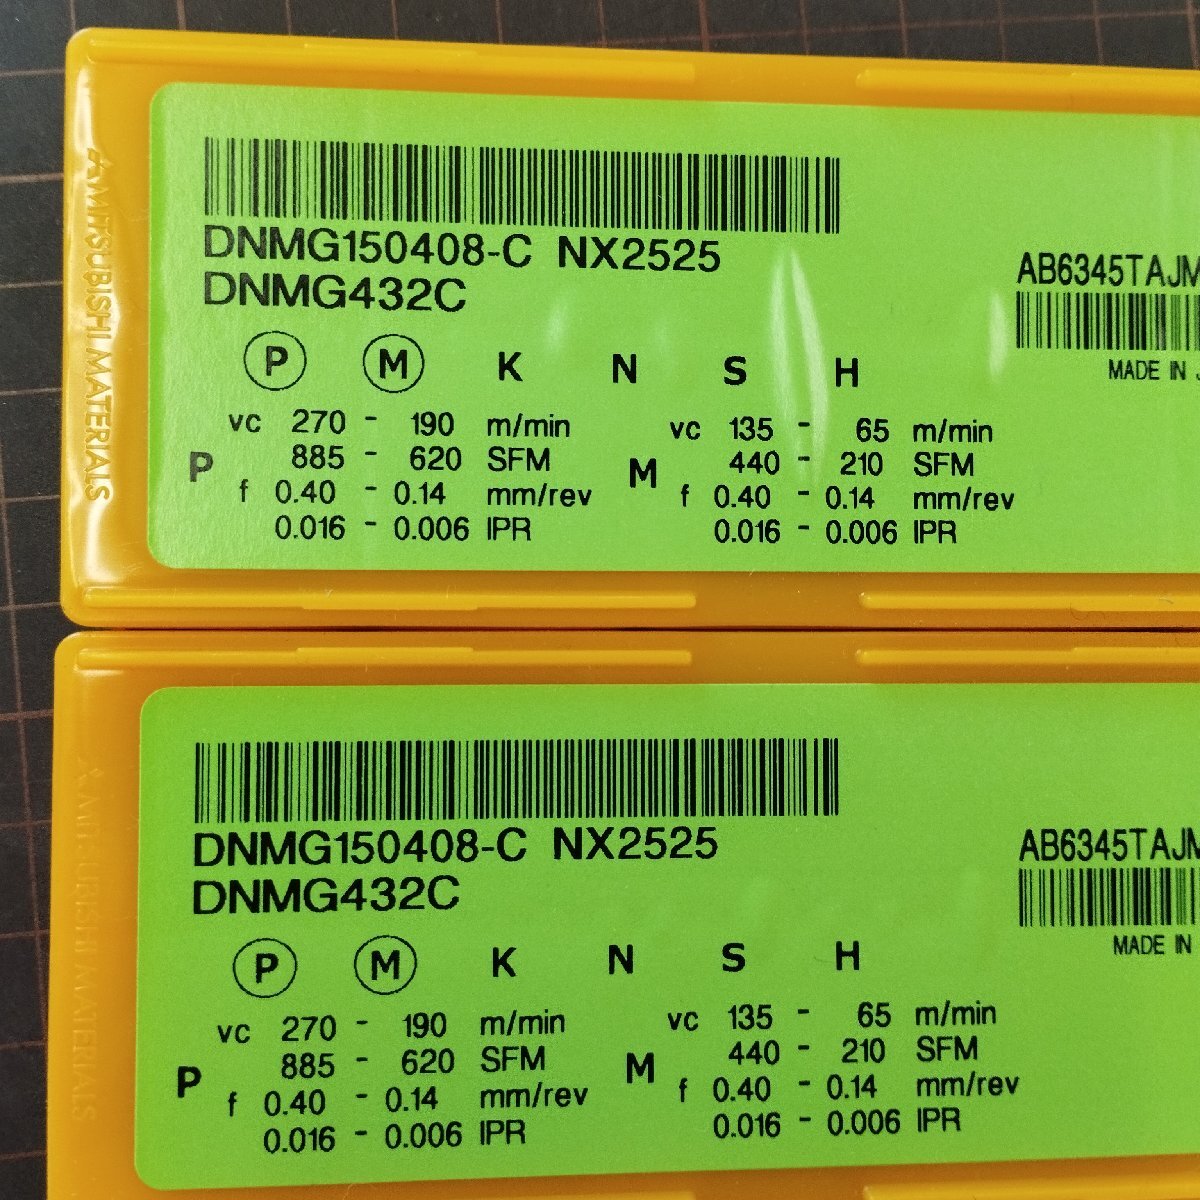 MITSUBISHI MATERIALS
DNMG150408-C NX2525
DNMG432C
P M K N S H
P
vc 270 - 190 m/min
885 - 620 SFM
f 0.40 - 0.14 mm/rev
0.016 - 0.006 IPR
M
vc 135 - 65 m/min
440 - 210 SFM
f 0.40 - 0.14 mm/rev
0.016 - 0.006 IPR
AB6345TAJM
MADE IN
MITSUBISHI MATERIALS
DNMG150408-C NX2525
DNMG432C
P M K N S H
P
vc 270 - 190 m/min
885 - 620 SFM
f 0.40 - 0.14 mm/rev
0.016 - 0.006 IPR
M
vc 135 - 65 m/min
440 - 210 SFM
f 0.40 - 0.14 mm/rev
0.016 - 0.006 IPR
AB6345TAJM
MADE IN